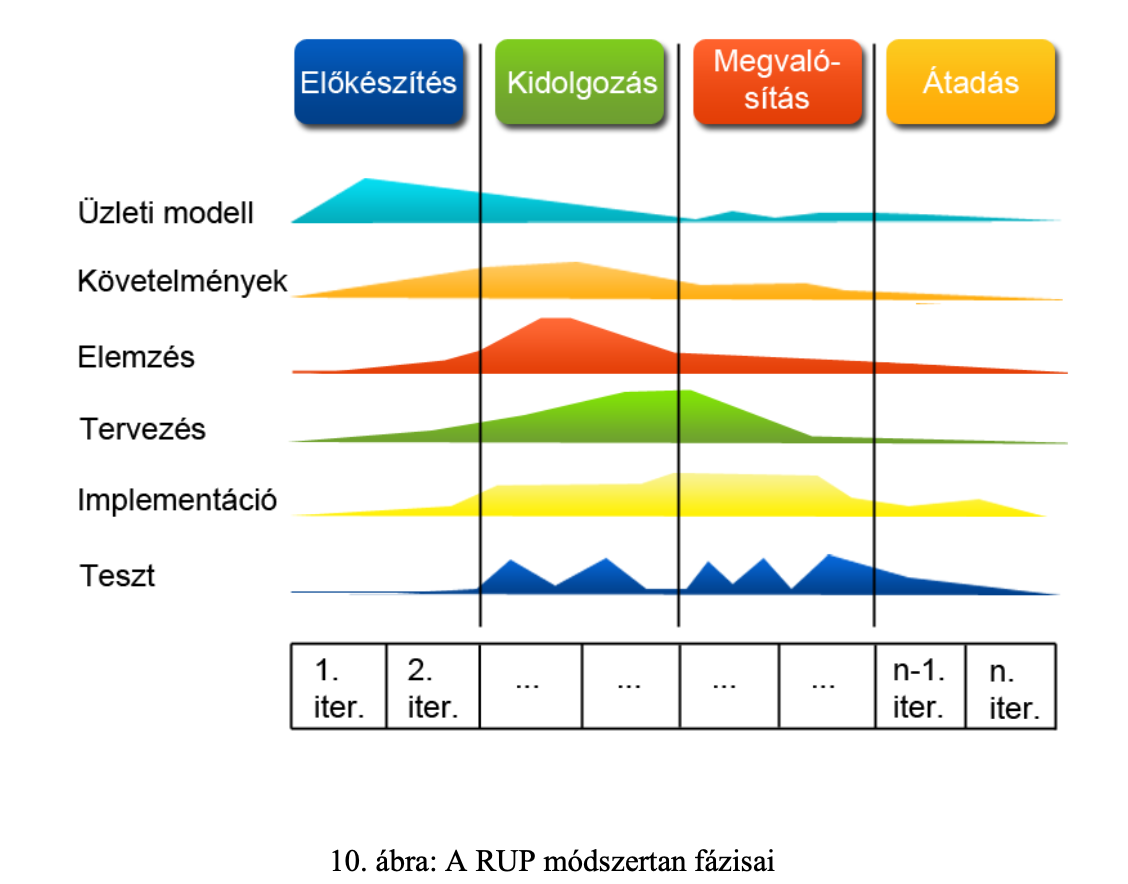 Előkészítés
Kidolgozás
Megvaló-
sítás
Átadás
Üzleti modell
Követelmények
Elemzés
Tervezés
Implementáció
Teszt
1.
iter.
2.
iter.
...
...
...
...
n-1.
iter.
n.
iter.
10. ábra: A RUP módszertan fázisai